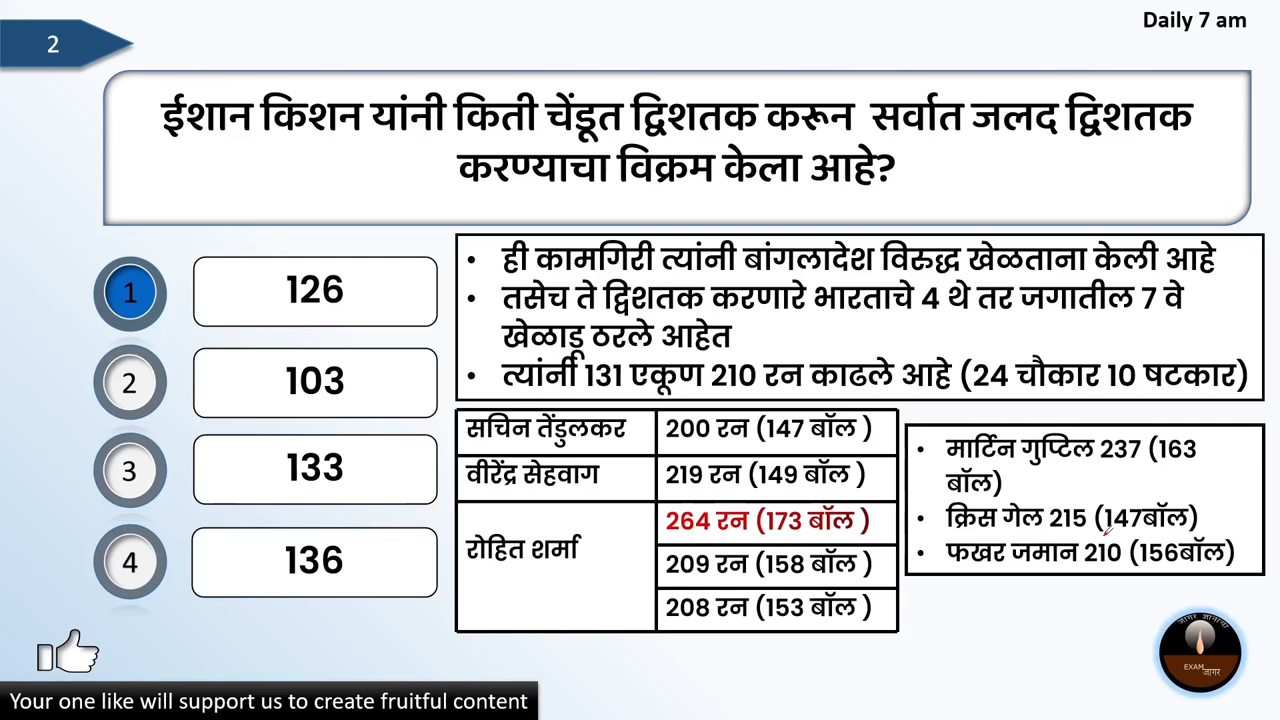 Daily 7 am
2
ईशान किशन यांनी किती चेंडूत द्विशतक करून सर्वात जलद द्विशतक
करण्याचा विक्रम केला आहे?
1 126
2 103
3 133
4 136
• ही कामगिरी त्यांनी बांगलादेश विरुद्ध खेळताना केली आहे
• तसेच ते द्विशतक करणारे भारताचे 4 थे तर जगातील 7 वे
खेळाडू ठरले आहेत
• त्यांनी 131 एकूण 210 रन काढले आहे (24 चौकार 10 षटकार)
सचिन तेंडुलकर 200 रन (147 बॉल )
वीरेंद्र सेहवाग 219 रन (149 बॉल )
रोहित शर्मा 264 रन (173 बॉल )
209 रन (158 बॉल )
208 रन (153 बॉल )
• मार्टिन गुप्टिल 237 (163
बॉल)
• क्रिस गेल 215 (147बॉल)
• फखर जमान 210 (156बॉल)
जागर ज्ञानाचा
EXAM जागर
Your one like will support us to create fruitful content